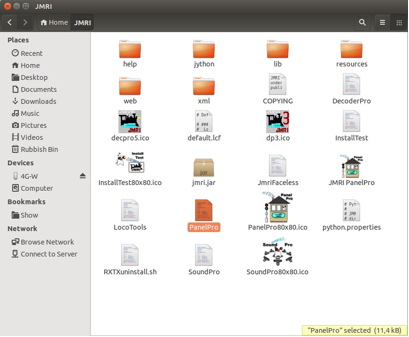 JMRI
Home JMRI
Places
Recent
Home
Desktop
Documents
Downloads
Music
Pictures
Videos
Rubbish Bin
Devices
4G-W
Computer
Bookmarks
Show
Network
Browse Network
Connect to Server
help jython lib resources
web xml COPYING DecoderPro
decpro5.ico default.lcf dp3.ico InstallTest
InstallTest80x80.ico jmri.jar JmriFaceless JMRI PanelPro
LocoTools PanelPro PanelPro80x80.ico python.properties
RXTXuninstall.sh SoundPro SoundPro80x80.ico
"PanelPro" selected (11,4 kB)